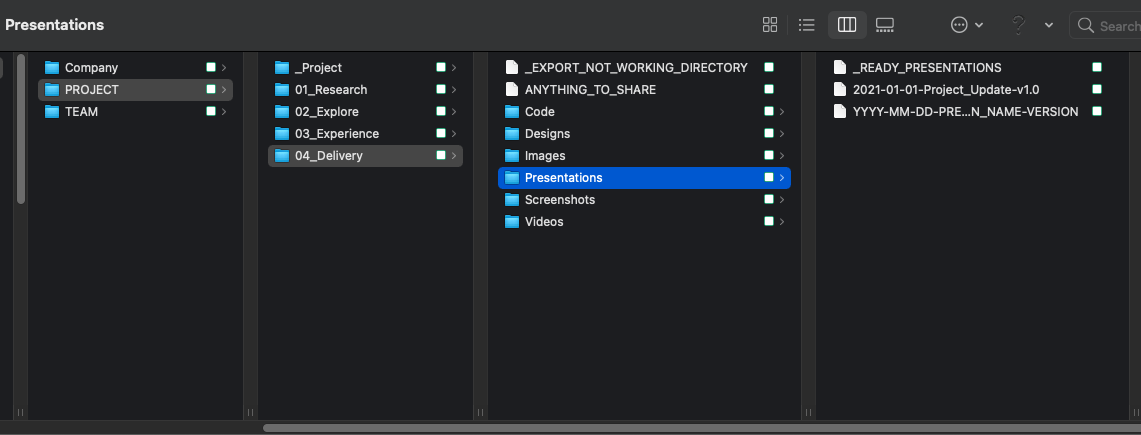 Presentations
Search
Company
PROJECT
TEAM
_Project
01_Research
02_Explore
03_Experience
04_Delivery
_EXPORT_NOT_WORKING_DIRECTORY
ANYTHING_TO_SHARE
Code
Designs
Images
Presentations
Screenshots
Videos
_READY_PRESENTATIONS
2021-01-01-Project_Update-v1.0
YYYY-MM-DD-PRE...N_NAME-VERSION